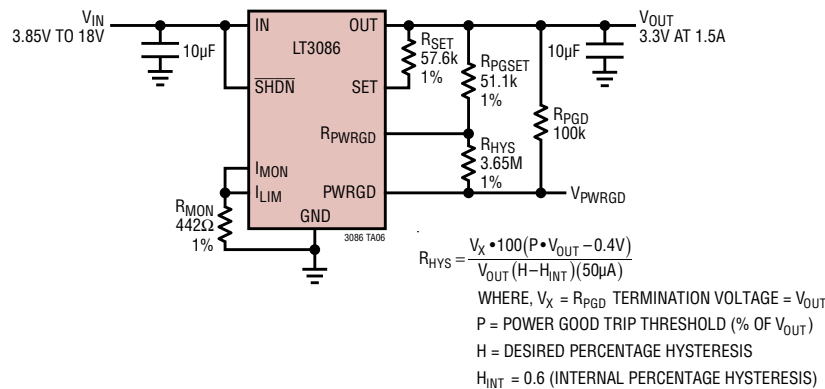 VIN
3.85V TO 18V
10µF
IN
OUT
LT3086
SHDN
SET
RPWRGD
IMON
ILIM
PWRGD
GND
3086 TA06
RMON
442Ω
1%
RSET
57.6k
1%
RPGSET
51.1k
1%
RHYS
3.65M
1%
10µF
RPGD
100k
VOUT
3.3V AT 1.5A
VPWRGD
RHYS = VX •100(P•VOUT –0.4V) / VOUT (H–HINT)(50µA)
WHERE, VX = RPGD TERMINATION VOLTAGE = VOUT
P = POWER GOOD TRIP THRESHOLD (% OF VOUT)
H = DESIRED PERCENTAGE HYSTERESIS
HINT = 0.6 (INTERNAL PERCENTAGE HYSTERESIS)